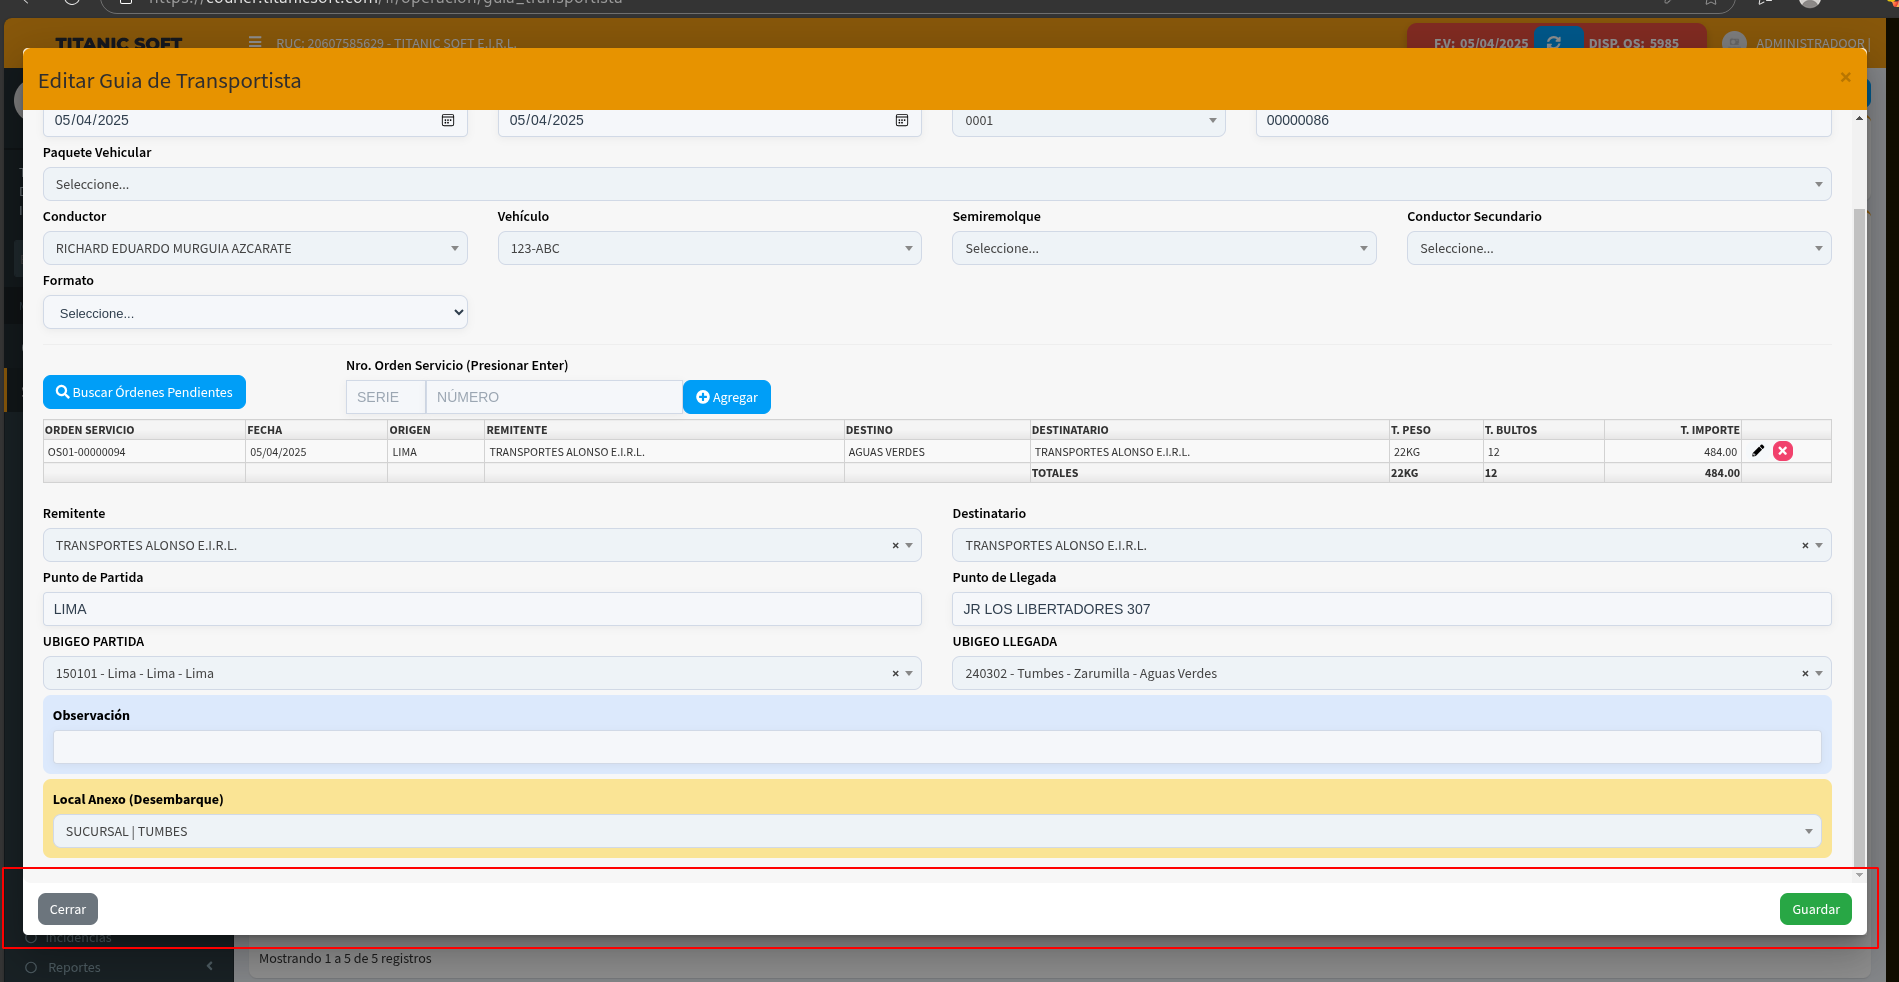 https://courier.titanicsoft.com/fr/operacion/guia_transportista
TITANIC SOFT
RUC: 20607585629 - TITANIC SOFT E.I.R.L.
F.V: 05/04/2025
DISP. OS: 5985
ADMINISTRADOOR |
Editar Guia de Transportista
×
05/04/2025
05/04/2025
0001
00000086
Paquete Vehicular
Seleccione...
Conductor
Vehículo
Semiremolque
Conductor Secundario
RICHARD EDUARDO MURGUIA AZCARATE
123-ABC
Seleccione...
Seleccione...
Formato
Seleccione...
Nro. Orden Servicio (Presionar Enter)
Buscar Órdenes Pendientes
SERIE
NÚMERO
Agregar
ORDEN SERVICIO FECHA ORIGEN REMITENTE DESTINO DESTINATARIO T. PESO T. BULTOS T. IMPORTE
OS01-00000094 05/04/2025 LIMA TRANSPORTES ALONSO E.I.R.L. AGUAS VERDES TRANSPORTES ALONSO E.I.R.L. 22KG 12 484.00
TOTALES 22KG 12 484.00
Remitente
Destinatario
TRANSPORTES ALONSO E.I.R.L. ×
TRANSPORTES ALONSO E.I.R.L. ×
Punto de Partida
Punto de Llegada
LIMA
JR LOS LIBERTADORES 307
UBIGEO PARTIDA
UBIGEO LLEGADA
150101 - Lima - Lima - Lima ×
240302 - Tumbes - Zarumilla - Aguas Verdes ×
Observación
Local Anexo (Desembarque)
SUCURSAL | TUMBES
Cerrar
Guardar
Incidencias
Mostrando 1 a 5 de 5 registros
Reportes